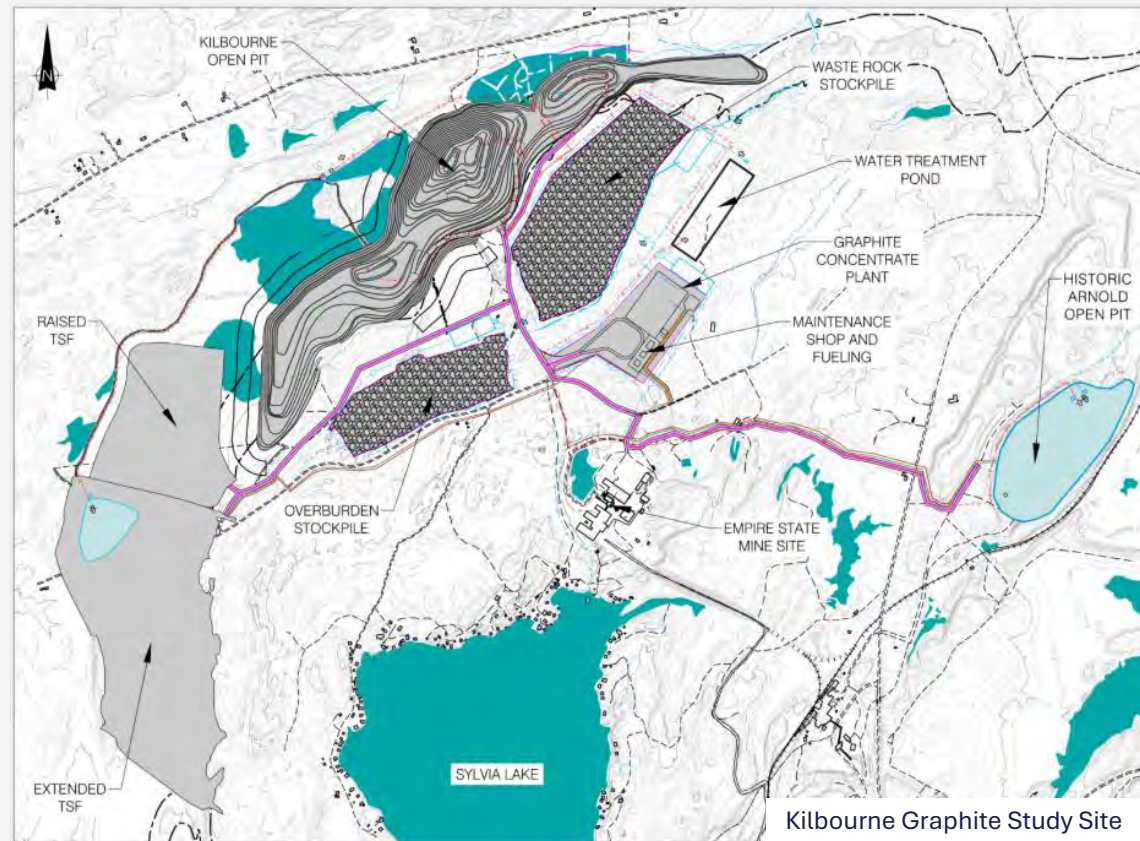 N
KILBOURNE
OPEN PIT
WASTE ROCK
STOCKPILE
WATER TREATMENT
POND
GRAPHITE
CONCENTRATE
PLANT
HISTORIC
ARNOLD
OPEN PIT
RAISED
TSF
MAINTENANCE
SHOP AND
FUELING
OVERBURDEN
STOCKPILE
EMPIRE STATE
MINE SITE
EXTENDED
TSF
SYLVIA LAKE
Kilbourne Graphite Study Site